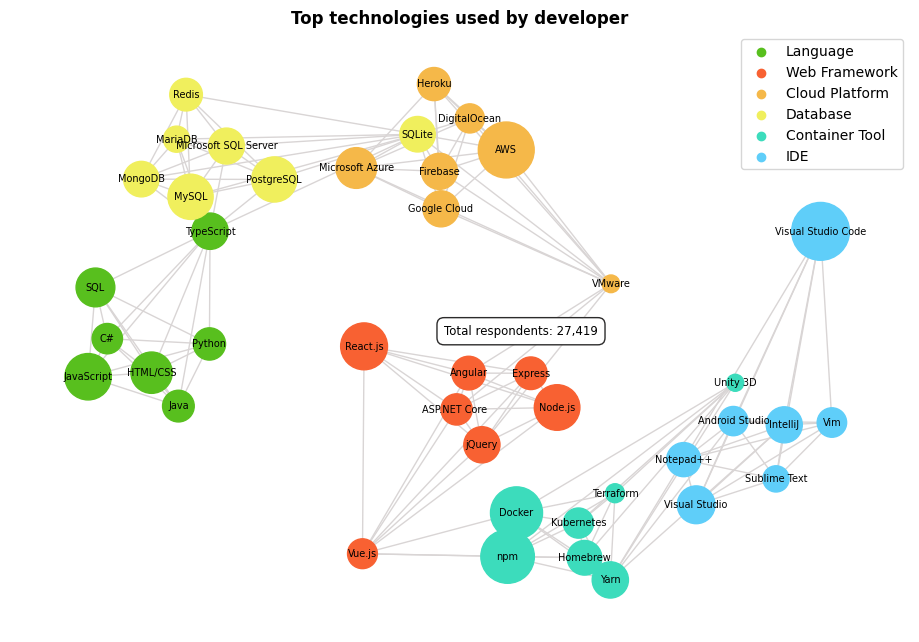 Top technologies used by developer
Language
Web Framework
Cloud Platform
Database
Container Tool
IDE
Heroku
Redis
DigitalOcean
SQLite
MariaDB
Microsoft SQL Server
AWS
Microsoft Azure
Firebase
MongoDB
PostgreSQL
MySQL
Google Cloud
TypeScript
Visual Studio Code
VMware
SQL
Total respondents: 27,419
C#
Python
React.js
Angular
Express
HTML/CSS
JavaScript
Unity 3D
Java
ASP.NET Core
Node.js
Android Studio
IntelliJ
Vim
jQuery
Notepad++
Sublime Text
Terraform
Visual Studio
Docker
Kubernetes
Vue.js
npm
Homebrew
Yarn